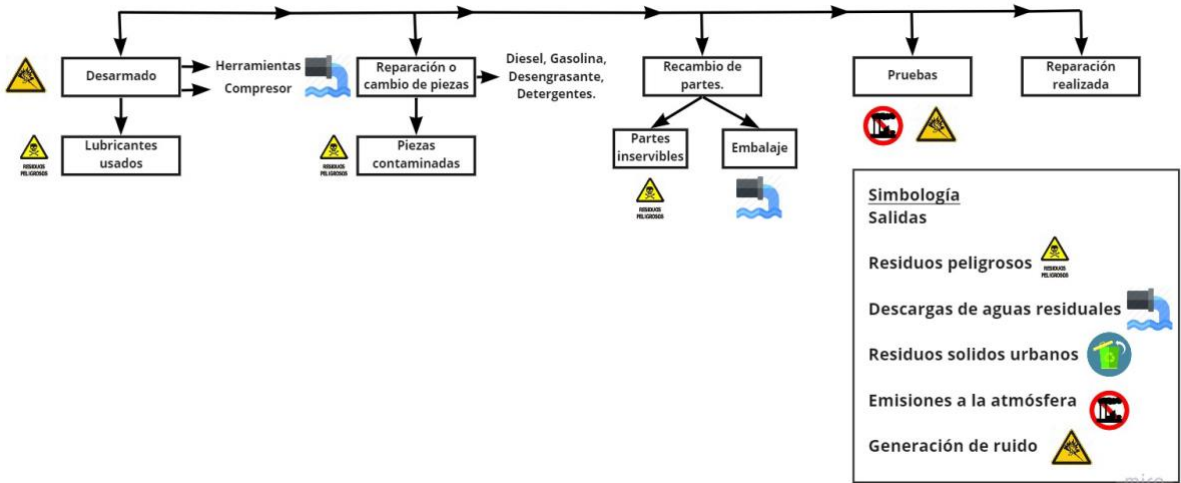 Desarmado
Herramientas
Compresor
Lubricantes
usados
RESIDUOS
PELIGROSOS
Reparación o
cambio de piezas
Diesel, Gasolina,
Desengrasante,
Detergentes.
Piezas
contaminadas
RESIDUOS
PELIGROSOS
Recambio de
partes.
Partes
inservibles
Embalaje
RESIDUOS
PELIGROSOS
Pruebas
Reparación
realizada
Simbología
Salidas
Residuos peligrosos
RESIDUOS
PELIGROSOS
Descargas de aguas residuales
Residuos solidos urbanos
Emisiones a la atmósfera
Generación de ruido
miro